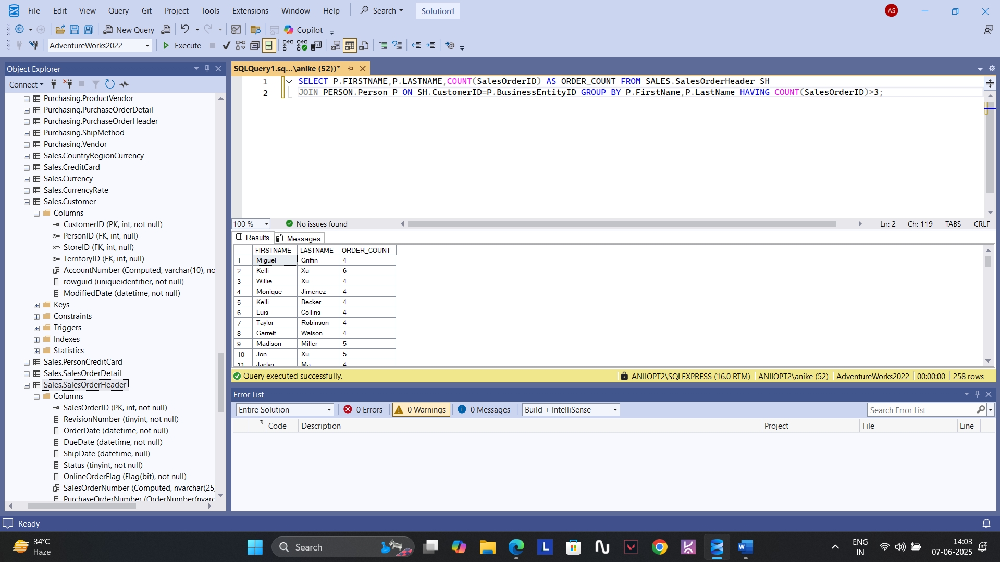 File Edit View Query Git Project Tools Extensions Window Help Search Solution1 AS
New Query Copilot
AdventureWorks2022 Execute
Object Explorer
Connect
Purchasing.ProductVendor
Purchasing.PurchaseOrderDetail
Purchasing.PurchaseOrderHeader
Purchasing.ShipMethod
Purchasing.Vendor
Sales.CountryRegionCurrency
Sales.CreditCard
Sales.Currency
Sales.CurrencyRate
Sales.Customer
Columns
CustomerID (PK, int, not null)
PersonID (FK, int, null)
StoreID (FK, int, null)
TerritoryID (FK, int, null)
AccountNumber (Computed, varchar(10), no
rowguid (uniqueidentifier, not null)
ModifiedDate (datetime, not null)
Keys
Constraints
Triggers
Indexes
Statistics
Sales.PersonCreditCard
Sales.SalesOrderDetail
Sales.SalesOrderHeader
Columns
SalesOrderID (PK, int, not null)
RevisionNumber (tinyint, not null)
OrderDate (datetime, not null)
DueDate (datetime, not null)
ShipDate (datetime, null)
Status (tinyint, not null)
OnlineOrderFlag (Flag(bit), not null)
SalesOrderNumber (Computed, nvarchar(25)
PurchaseOrderNumber (OrderNumber(nvarc
SQLQuery1.sq...\anike (52))*
1 SELECT P.FIRSTNAME,P.LASTNAME,COUNT(SalesOrderID) AS ORDER_COUNT FROM SALES.SalesOrderHeader SH
2 JOIN PERSON.Person P ON SH.CustomerID=P.BusinessEntityID GROUP BY P.FirstName,P.LastName HAVING COUNT(SalesOrderID)>3;
100 % No issues found Ln: 2 Ch: 119 TABS CRLF
Results Messages
FIRSTNAME LASTNAME ORDER_COUNT
1 Miguel Griffin 4
2 Kelli Xu 6
3 Willie Xu 4
4 Monique Jimenez 4
5 Kelli Becker 4
6 Luis Collins 4
7 Taylor Robinson 4
8 Garrett Watson 4
9 Madison Miller 5
10 Jon Xu 5
11 Jaclyn Ma 4
Query executed successfully. ANIIOPT2\SQLEXPRESS (16.0 RTM) ANIIOPT2\anike (52) AdventureWorks2022 00:00:00 258 rows
Error List
Entire Solution 0 Errors 0 Warnings 0 Messages Build + IntelliSense Search Error List
Code Description Project File Line
Ready
34°C
Haze
Search
L
W
ENG
IN
14:03
07-06-2025